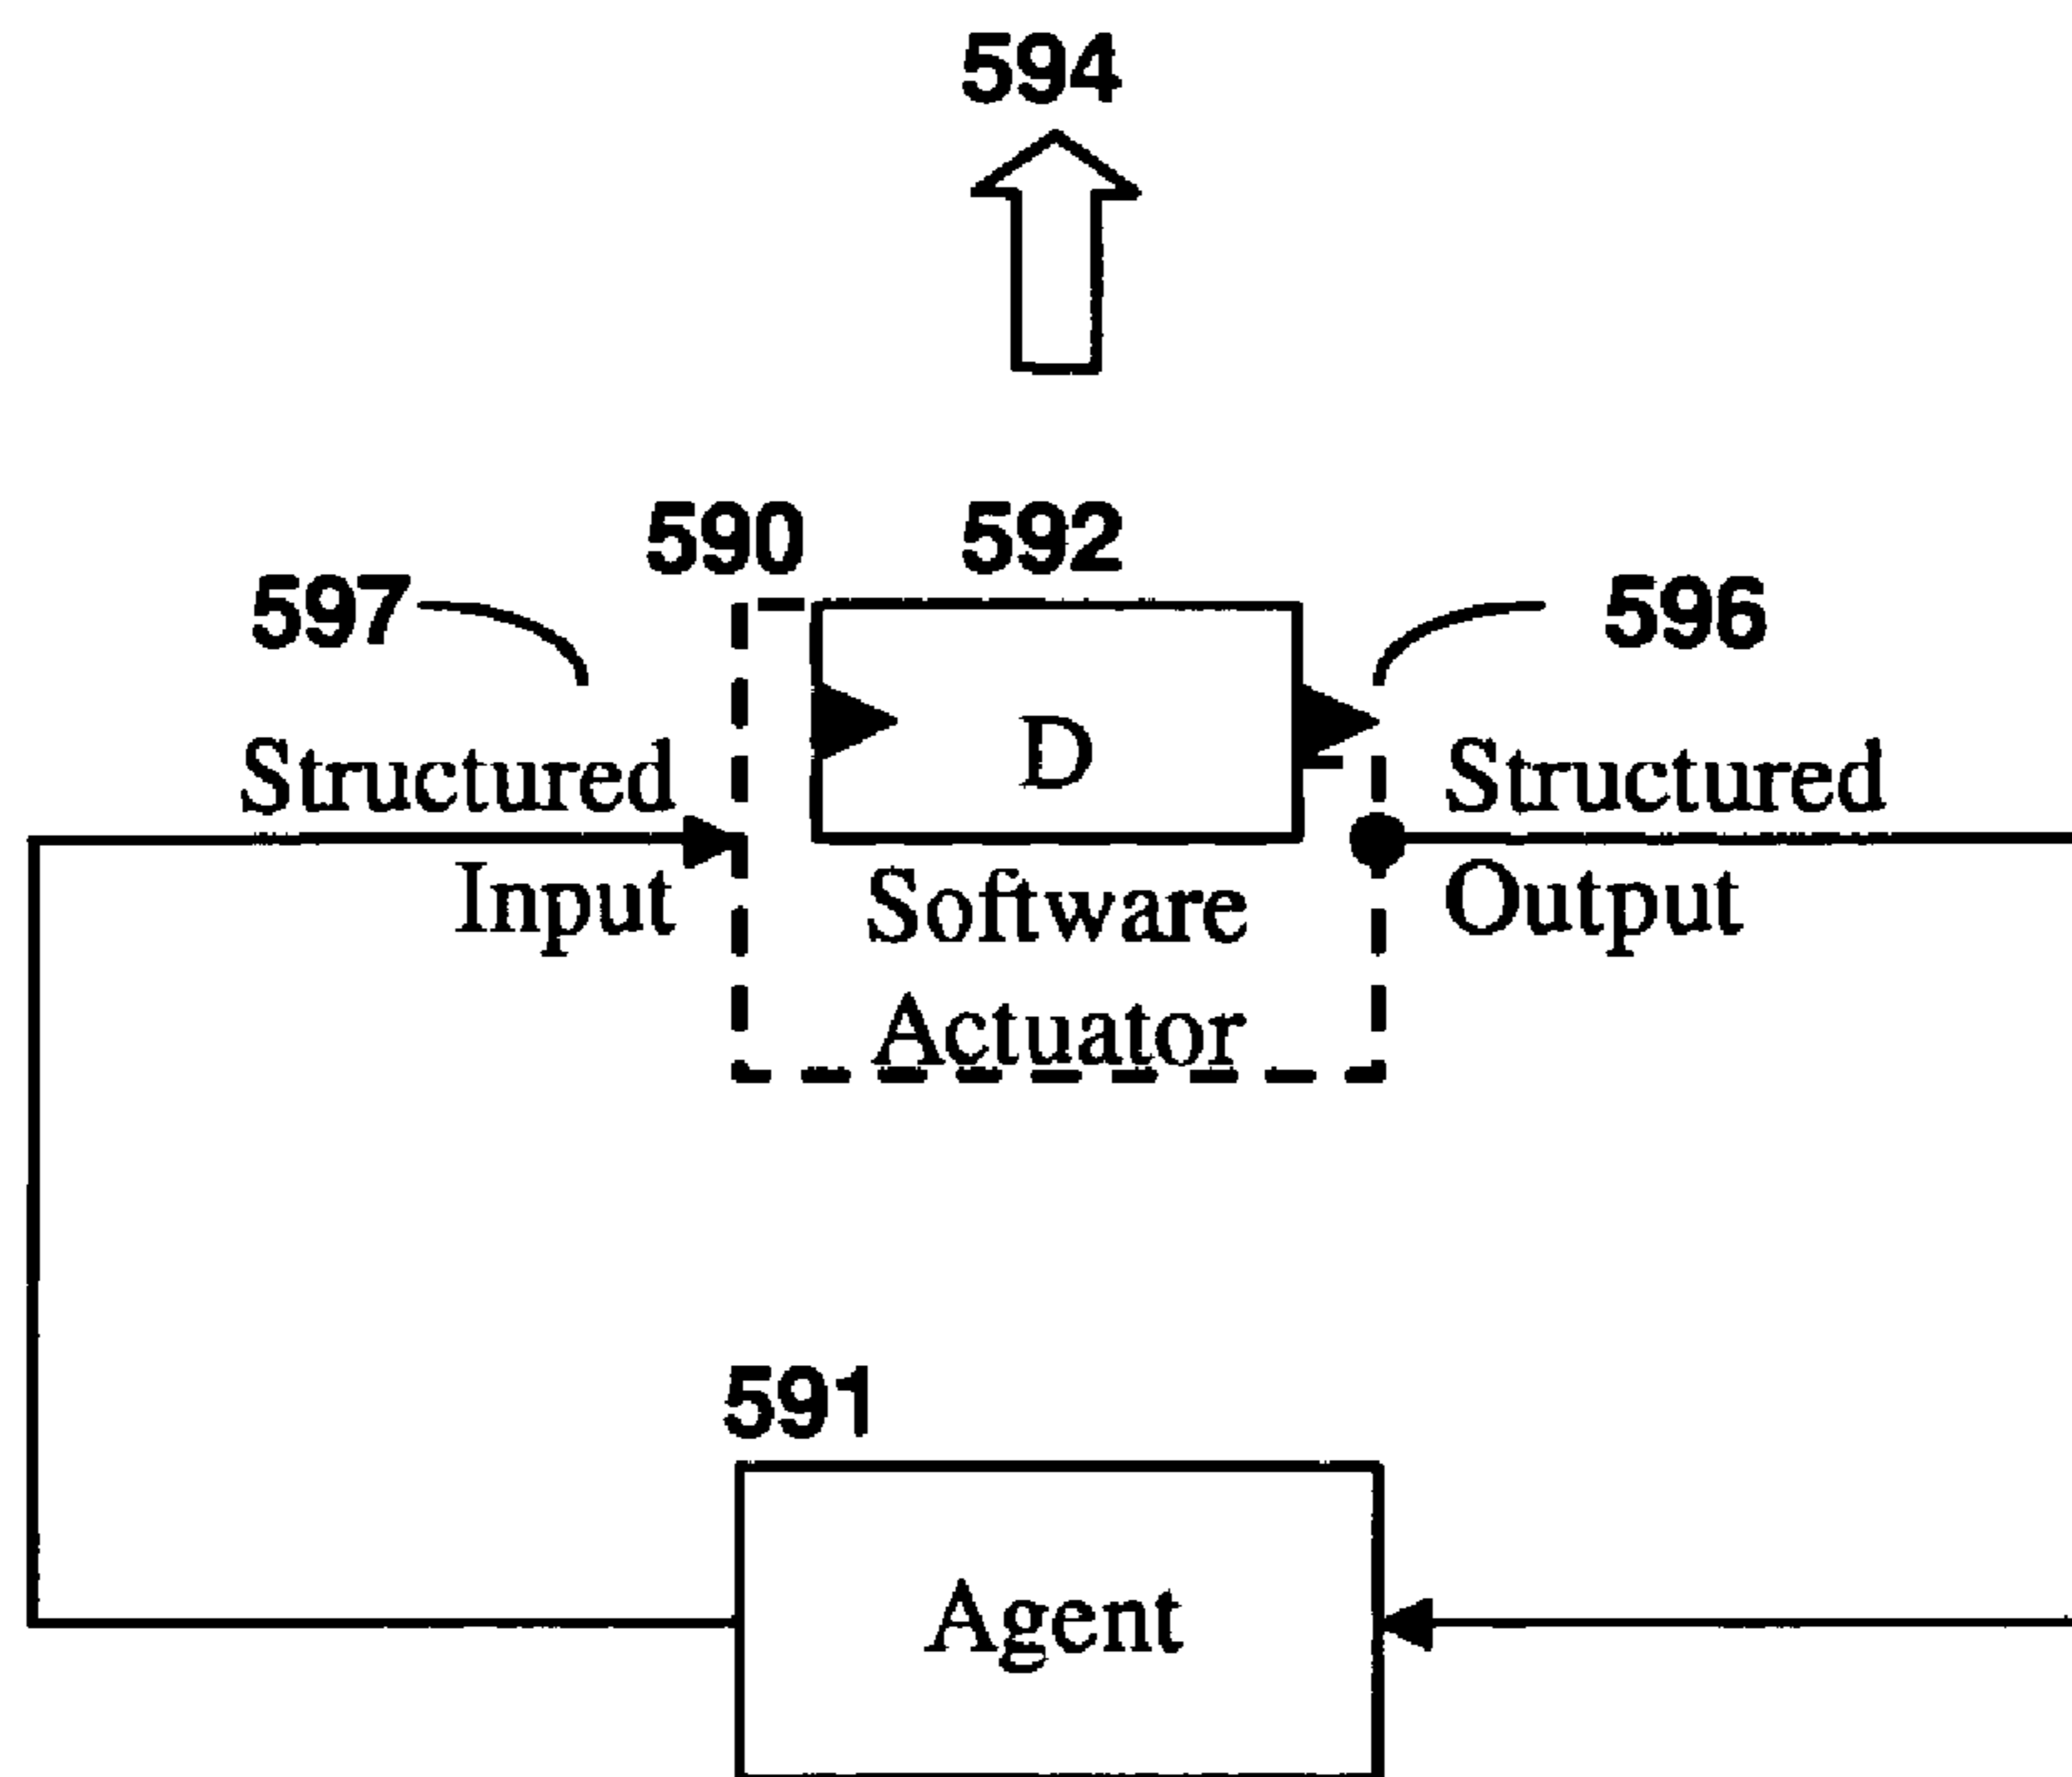 594
590
592
597
596
D
Structured
Structured
Input
Software
Output
Actuator
591
Agent